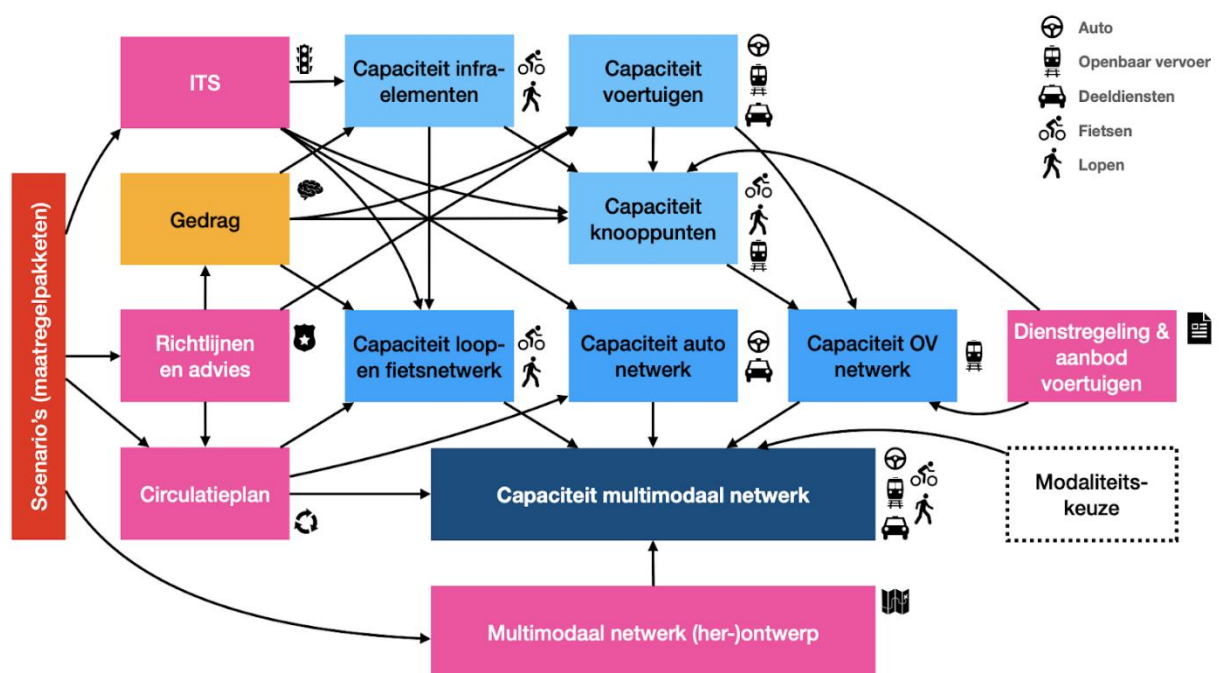 Auto
Openbaar vervoer
Deeldiensten
Fietsen
Lopen
ITS
Capaciteit infra-
elementen
Capaciteit
voertuigen
Scenario's (maatregelpakketen)
Gedrag
Capaciteit
knooppunten
Richtlijnen
en advies
Capaciteit loop-
en fietsnetwerk
Capaciteit auto
netwerk
Capaciteit OV
netwerk
Dienstregeling &
aanbod
voertuigen
Circulatieplan
Capaciteit multimodaal netwerk
Modaliteits-
keuze
Multimodaal netwerk (her-)ontwerp